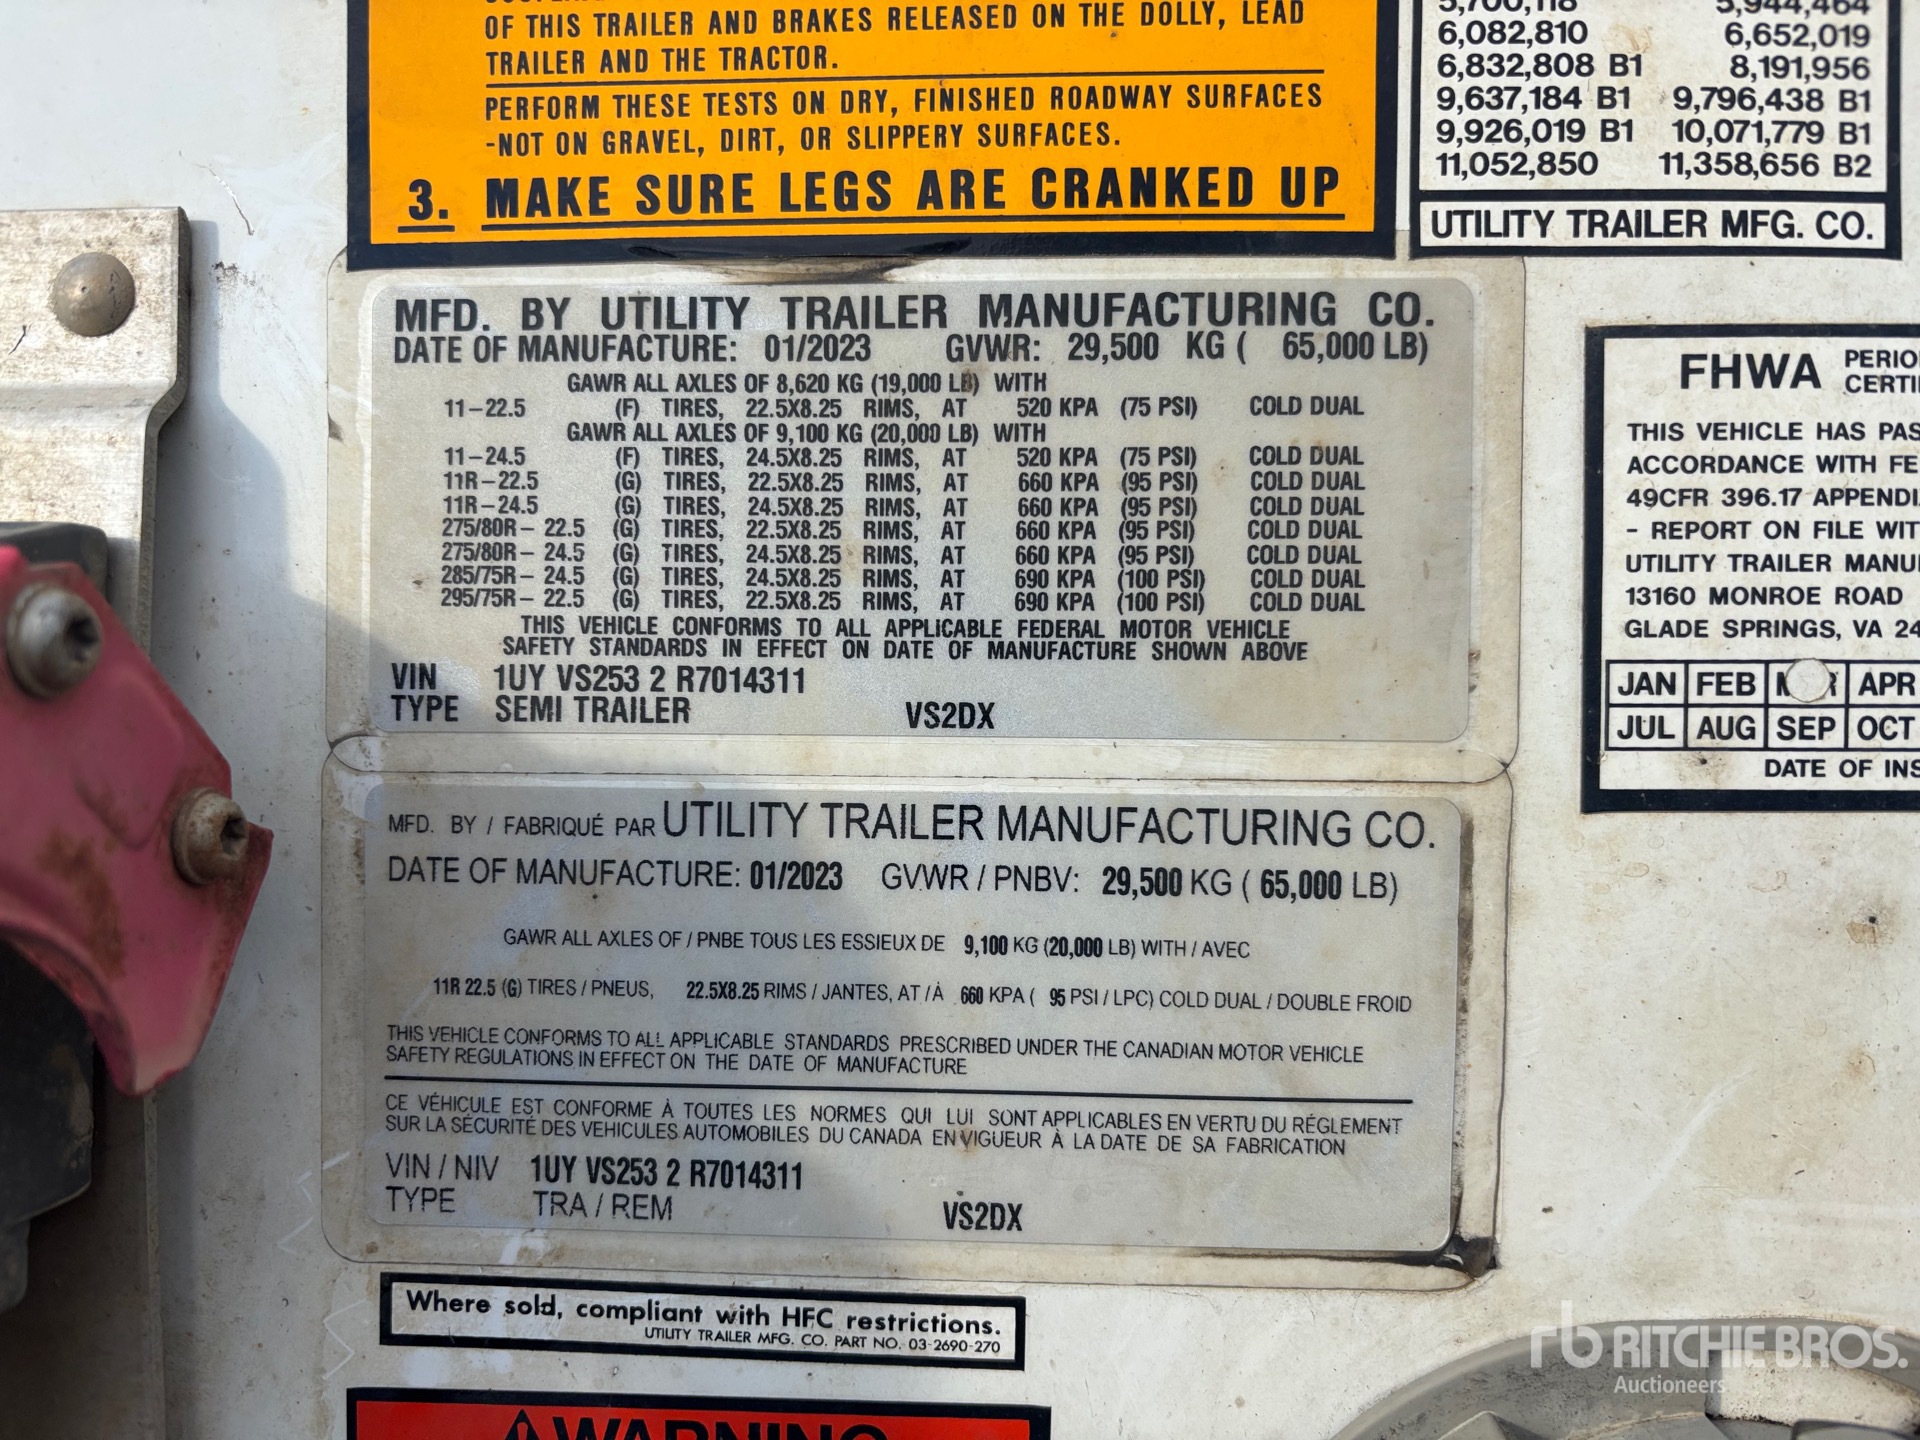 OF THIS TRAILER AND BRAKES RELEASED ON THE DOLLY, LEAD
TRAILER AND THE TRACTOR.
PERFORM THESE TESTS ON DRY, FINISHED ROADWAY SURFACES
-NOT ON GRAVEL, DIRT, OR SLIPPERY SURFACES.
3. MAKE SURE LEGS ARE CRANKED UP
5,700,118 5,944,464
6,082,810 6,652,019
6,832,808 B1 8,191,956
9,637,184 B1 9,796,438 B1
9,926,019 B1 10,071,779 B1
11,052,850 11,358,656 B2
UTILITY TRAILER MFG. CO.
MFD. BY UTILITY TRAILER MANUFACTURING CO.
DATE OF MANUFACTURE: 01/2023 GVWR: 29,500 KG ( 65,000 LB)
GAWR ALL AXLES OF 8,620 KG (19,000 LB) WITH
11-22.5 (F) TIRES, 22.5X8.25 RIMS, AT 520 KPA (75 PSI) COLD DUAL
GAWR ALL AXLES OF 9,100 KG (20,000 LB) WITH
11-24.5 (F) TIRES, 24.5X8.25 RIMS, AT 520 KPA (75 PSI) COLD DUAL
11R-22.5 (G) TIRES, 22.5X8.25 RIMS, AT 660 KPA (95 PSI) COLD DUAL
11R-24.5 (G) TIRES, 24.5X8.25 RIMS, AT 660 KPA (95 PSI) COLD DUAL
275/80R- 22.5 (G) TIRES, 22.5X8.25 RIMS, AT 660 KPA (95 PSI) COLD DUAL
275/80R- 24.5 (G) TIRES, 24.5X8.25 RIMS, AT 660 KPA (95 PSI) COLD DUAL
285/75R- 24.5 (G) TIRES, 24.5X8.25 RIMS, AT 690 KPA (100 PSI) COLD DUAL
295/75R- 22.5 (G) TIRES, 22.5X8.25 RIMS, AT 690 KPA (100 PSI) COLD DUAL
THIS VEHICLE CONFORMS TO ALL APPLICABLE FEDERAL MOTOR VEHICLE
SAFETY STANDARDS IN EFFECT ON DATE OF MANUFACTURE SHOWN ABOVE
VIN 1UY VS253 2 R7014311
TYPE SEMI TRAILER VS2DX
FHWA PERIO
CERTI
THIS VEHICLE HAS PAS
ACCORDANCE WITH FE
49CFR 396.17 APPENDI
- REPORT ON FILE WIT
UTILITY TRAILER MANU
13160 MONROE ROAD
GLADE SPRINGS, VA 24
JAN FEB APR
JUL AUG SEP OCT
DATE OF INS
MFD. BY / FABRIQUÉ PAR UTILITY TRAILER MANUFACTURING CO.
DATE OF MANUFACTURE: 01/2023 GVWR / PNBV: 29,500 KG ( 65,000 LB)
GAWR ALL AXLES OF / PNBE TOUS LES ESSIEUX DE 9,100 KG (20,000 LB) WITH / AVEC
11R 22.5 (G) TIRES / PNEUS, 22.5X8.25 RIMS / JANTES, AT / À 660 KPA ( 95 PSI / LPC) COLD DUAL / DOUBLE FROID
THIS VEHICLE CONFORMS TO ALL APPLICABLE STANDARDS PRESCRIBED UNDER THE CANADIAN MOTOR VEHICLE
SAFETY REGULATIONS IN EFFECT ON THE DATE OF MANUFACTURE
CE VÉHICULE EST CONFORME À TOUTES LES NORMES QUI LUI SONT APPLICABLES EN VERTU DU RÉGLEMENT
SUR LA SÉCURITÉ DES VEHICULES AUTOMOBILES DU CANADA EN VIGUEUR À LA DATE DE SA FABRICATION
VIN / NIV 1UY VS253 2 R7014311
TYPE TRA / REM VS2DX
Where sold, compliant with HFC restrictions.
UTILITY TRAILER MFG. CO. PART NO. 03-2690-270
WARNING
rb RITCHIE BROS.
Auctioneers